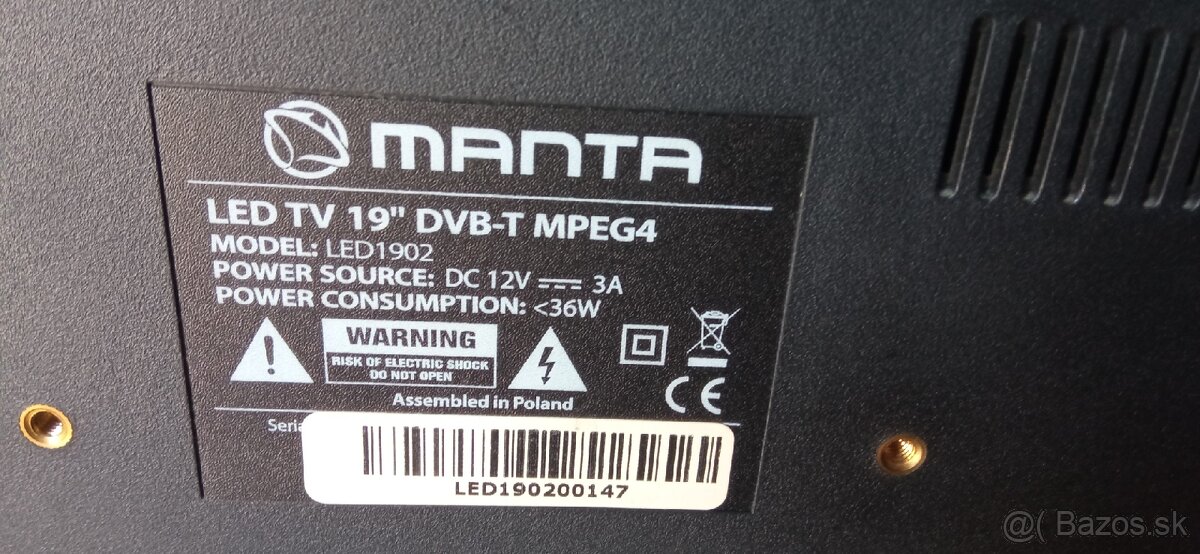 MANTA
LED TV 19" DVB-T MPEG4
MODEL: LED1902
POWER SOURCE: DC 12V ⎓ 3A
POWER CONSUMPTION: <36W
WARNING
RISK OF ELECTRIC SHOCK
DO NOT OPEN
CE
Assembled in Poland
Seria
LED190200147
@( Bazos.sk